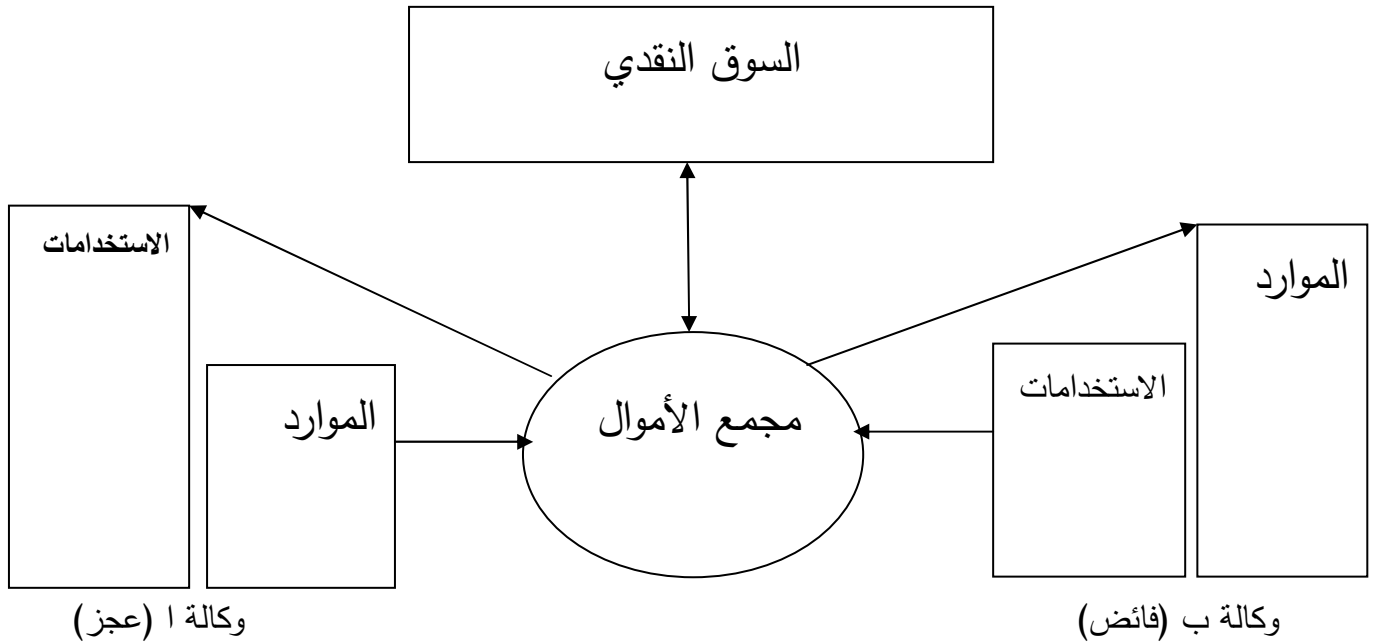 السوق النقدي
الموارد
الاستخدامات
مجمع الأموال
الموارد
الاستخدامات
وكالة ب (فائض)
وكالة ا (عجز)